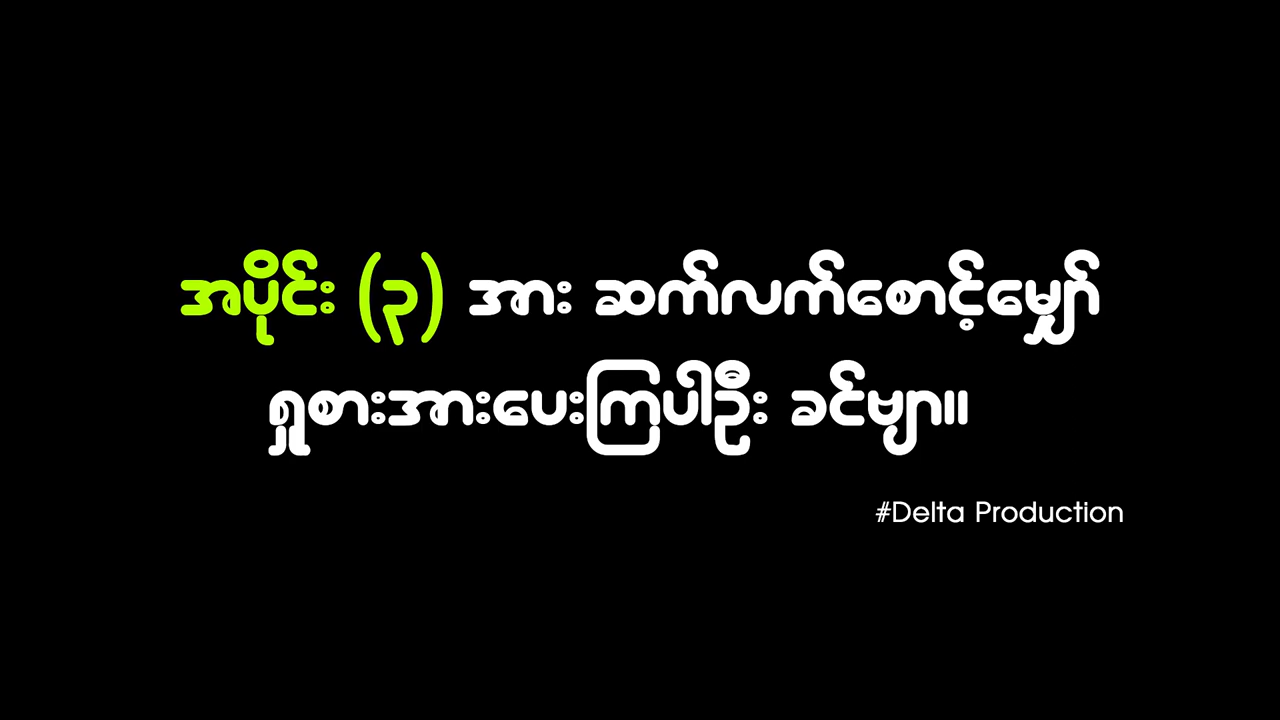 အပိုင်း (၃) အား ဆက်လက်စောင့်မျှော်
ရှုစားအားပေးကြပါဦး ခင်ဗျာ။
#Delta Production